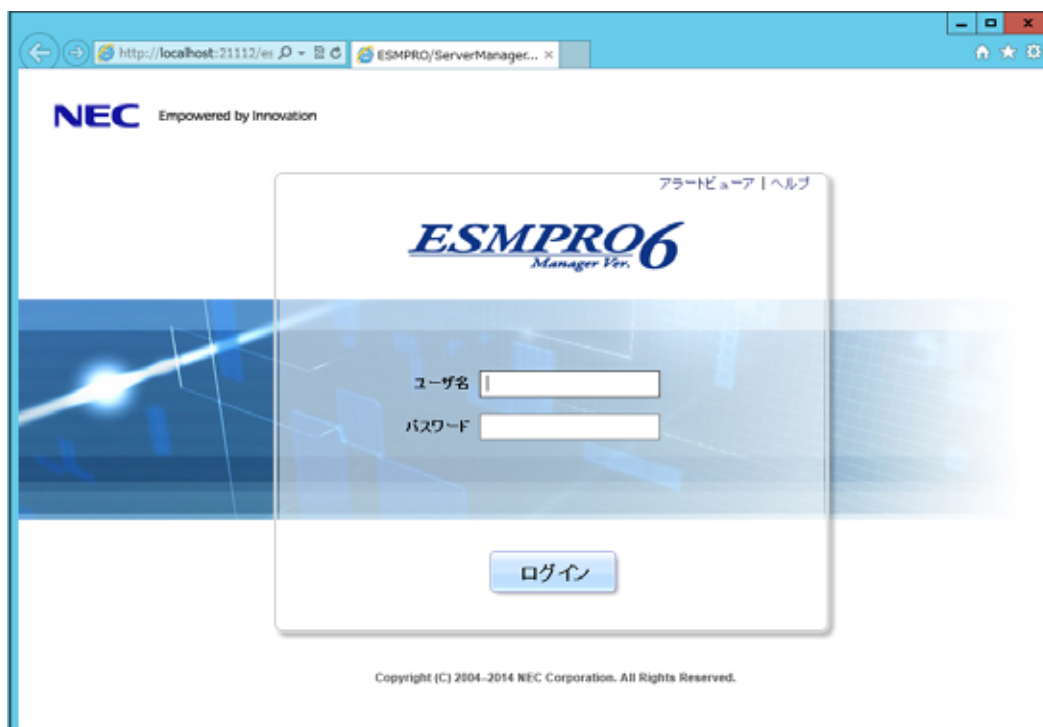 http://localhost:21112/es
ESMPRO/ServerManager...
NEC Empowered by Innovation
アラートビューア | ヘルプ
ESMPRO6
Manager Ver.
ユーザ名
パスワード
ログイン
Copyright (C) 2004-2014 NEC Corporation. All Rights Reserved.